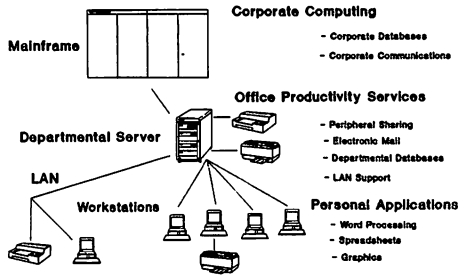 Corporate Computing
Mainframe
- Corporate Databases
- Corporate Communications
Office Productivity Services
Departmental Server
- Peripheral Sharing
- Electronic Mail
- Departmental Databases
- LAN Support
LAN
Workstations
Personal Applications
- Word Processing
- Spreadsheets
- Graphics